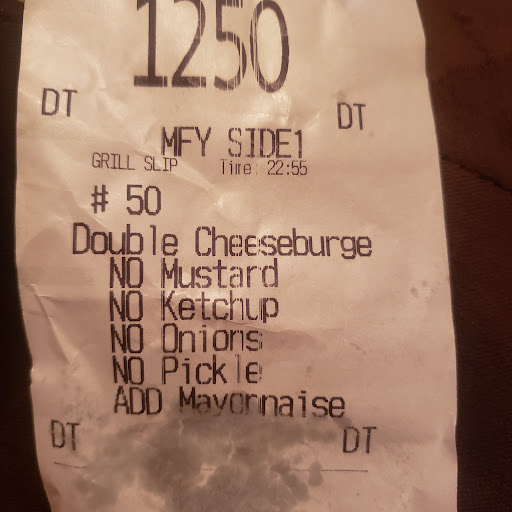 1250
DT DT
MFY SIDE1
GRILL SLIP Time: 22:55
# 50
Double Cheeseburge
NO Mustard
NO Ketchup
NO Onions
NO Pickle
ADD Mayonnaise
DT DT